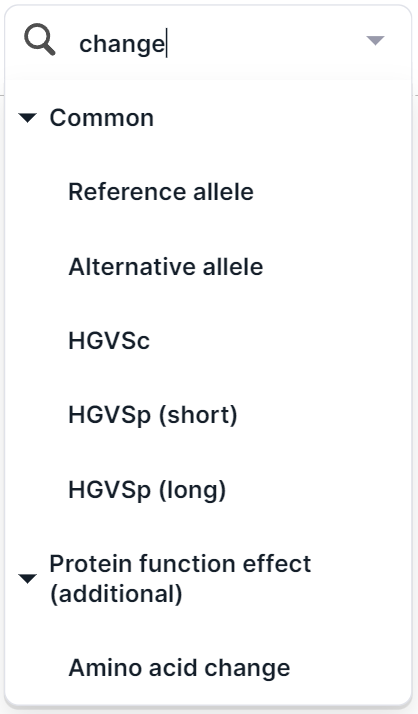 change
Common
Reference allele
Alternative allele
HGVSc
HGVSp (short)
HGVSp (long)
Protein function effect
(additional)
Amino acid change